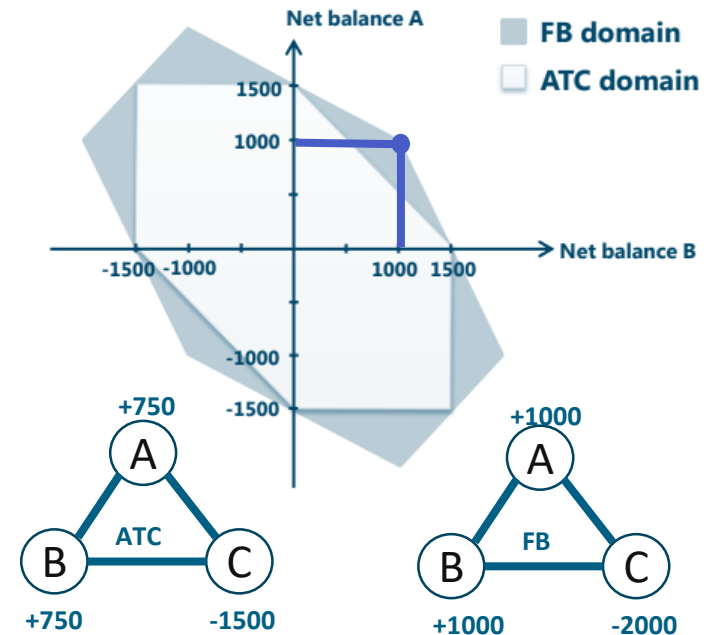 Net balance A
FB domain
ATC domain
1500
1000
Net balance B
-1500 -1000
1000 1500
-1000
-1500
+750
A
ATC
B
C
+750
-1500
+1000
A
FB
B
C
+1000
-2000